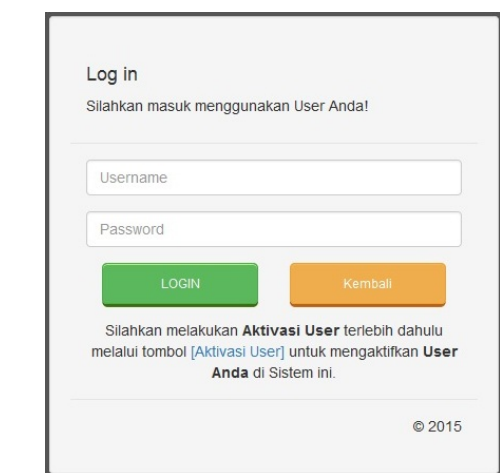 Log in
Silahkan masuk menggunakan User Anda!
Username
Password
LOGIN
Kembali
Silahkan melakukan Aktivasi User terlebih dahulu
melalui tombol [Aktivasi User] untuk mengaktifkan User
Anda di Sistem ini.
© 2015